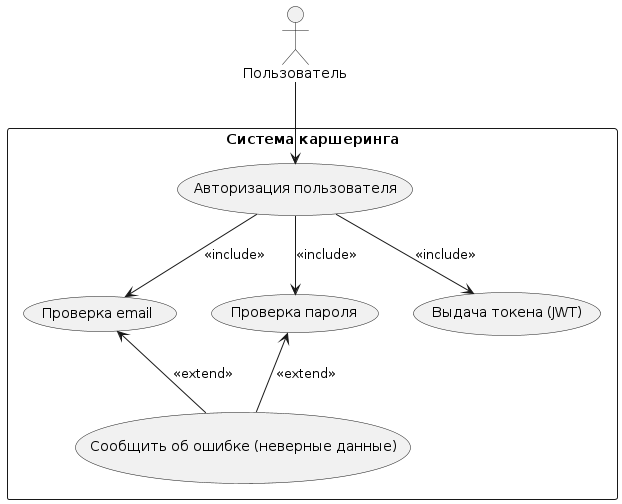 Пользователь
Система каршеринга
Авторизация пользователя
«include»
«include»
«include»
Проверка email
Проверка пароля
Выдача токена (JWT)
«extend»
«extend»
Сообщить об ошибке (неверные данные)